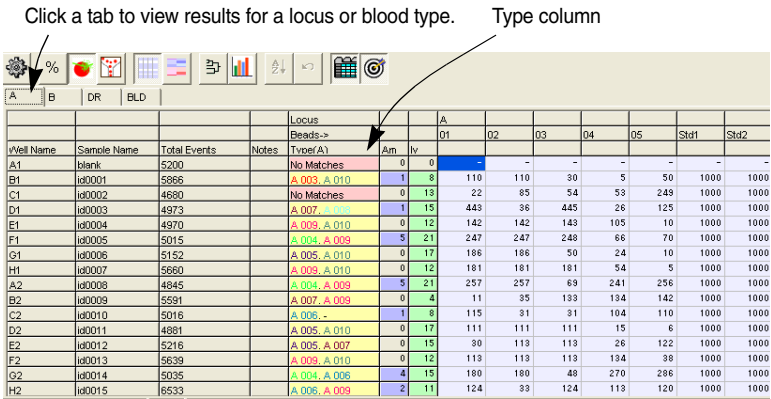 Click a tab to view results for a locus or blood type. Type column
%
A B DR BLD
Locus A
Beads-> 01 02 03 04 05 Std1 Std2
Well Name Sample Name Total Events Notes Type(A) Am Iv
A1 blank 5200 No Matches 0 0 - - - - - - -
B1 id0001 5866 A 003, A 010 1 8 110 110 30 5 50 1000 1000
C1 id0002 4680 No Matches 0 13 22 85 54 53 249 1000 1000
D1 id0003 4973 A 007, A 1 15 443 36 445 26 125 1000 1000
E1 id0004 4970 A 009, A 010 0 12 142 142 143 105 10 1000 1000
F1 id0005 5015 A 004, A 009 5 21 247 247 248 66 70 1000 1000
G1 id0006 5152 A 005, A 010 0 17 186 186 50 24 10 1000 1000
H1 id0007 5660 A 009, A 010 0 12 181 181 181 54 5 1000 1000
A2 id0008 4845 A 004, A 009 5 21 257 257 69 241 256 1000 1000
B2 id0009 5591 A 007, A 009 0 4 11 35 133 134 142 1000 1000
C2 id0010 5016 A 006, - 1 8 115 31 31 104 110 1000 1000
D2 id0011 4881 A 005, A 010 0 17 111 111 111 15 6 1000 1000
E2 id0012 5216 A 005, A 007 0 15 30 113 113 26 122 1000 1000
F2 id0013 5639 A 009, A 010 0 12 113 113 113 134 38 1000 1000
G2 id0014 5035 A 004, A 006 4 15 180 180 48 270 286 1000 1000
H2 id0015 6533 A 006, A 009 2 11 124 33 124 113 120 1000 1000